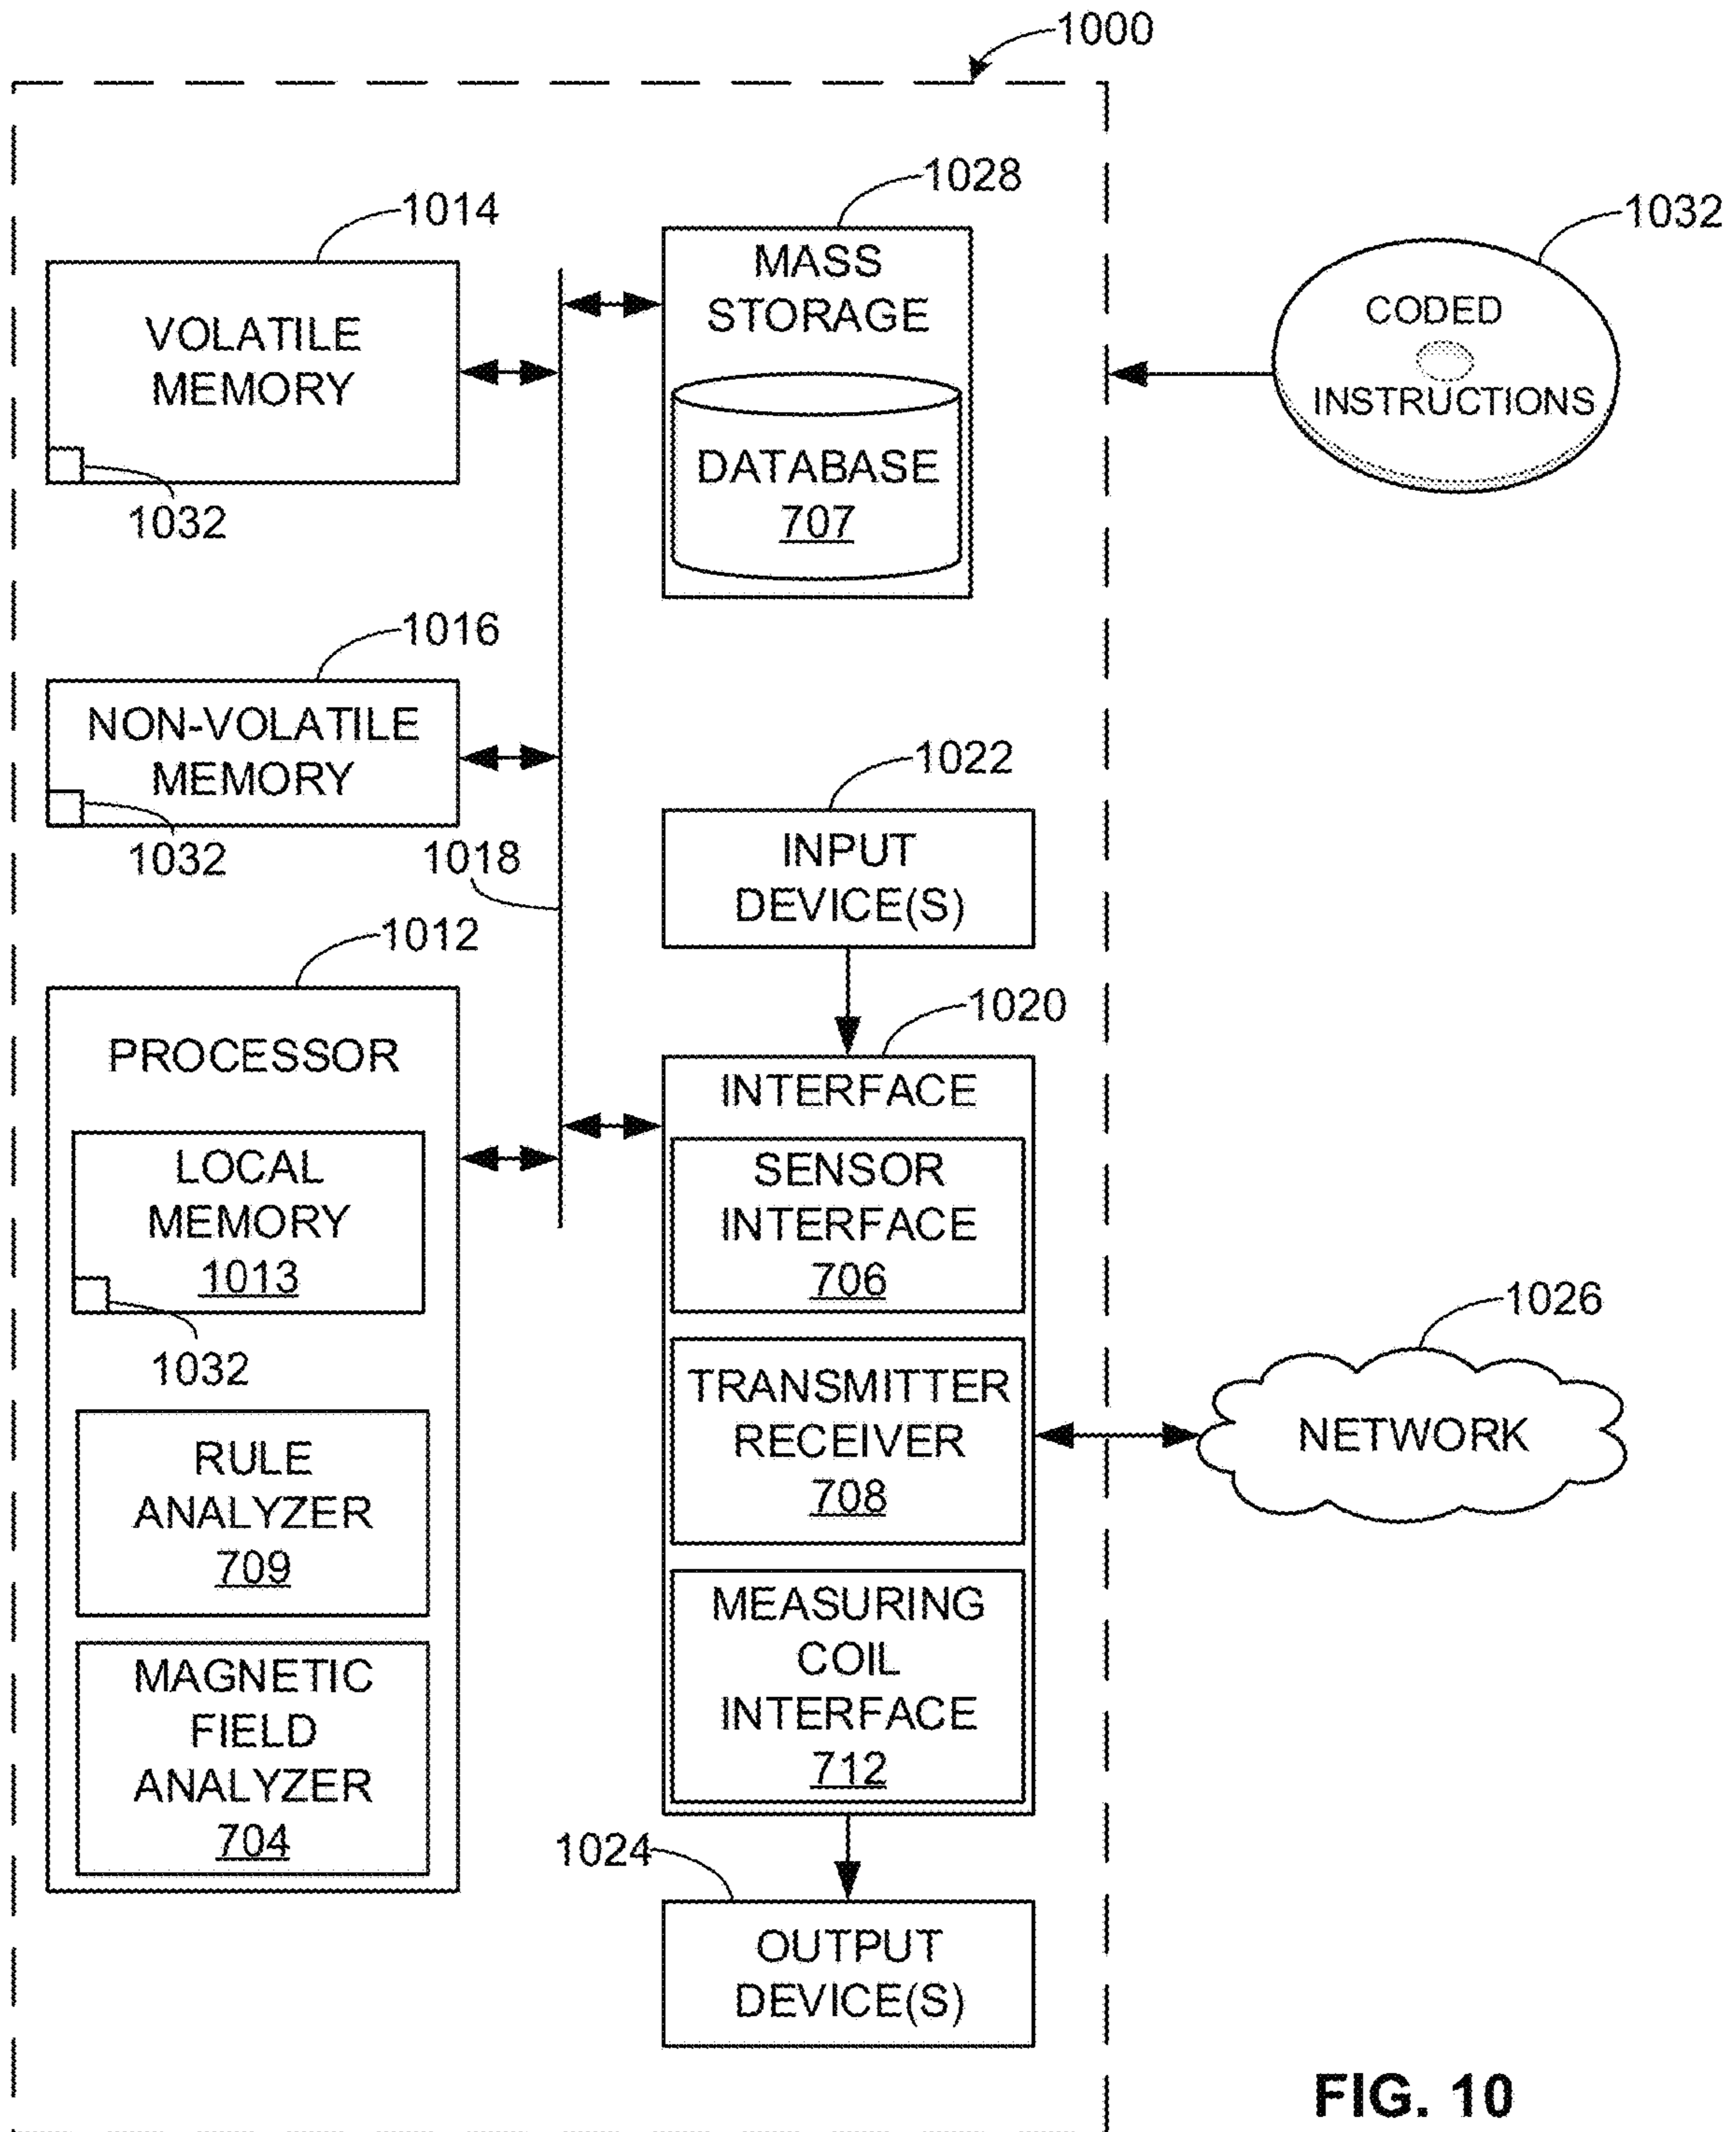 1000
1028
1014
1032
MASS
STORAGE
VOLATILE
MEMORY
CODED
INSTRUCTIONS
DATABASE
707
1032
1016
NON-VOLATILE
MEMORY
1032
1018
1022
INPUT
DEVICE(S)
1012
1020
PROCESSOR
INTERFACE
LOCAL
MEMORY
1013
1032
SENSOR
INTERFACE
706
1026
TRANSMITTER
RECEIVER
708
NETWORK
RULE
ANALYZER
709
MEASURING
COIL
INTERFACE
712
MAGNETIC
FIELD
ANALYZER
704
1024
OUTPUT
DEVICE(S)
FIG. 10